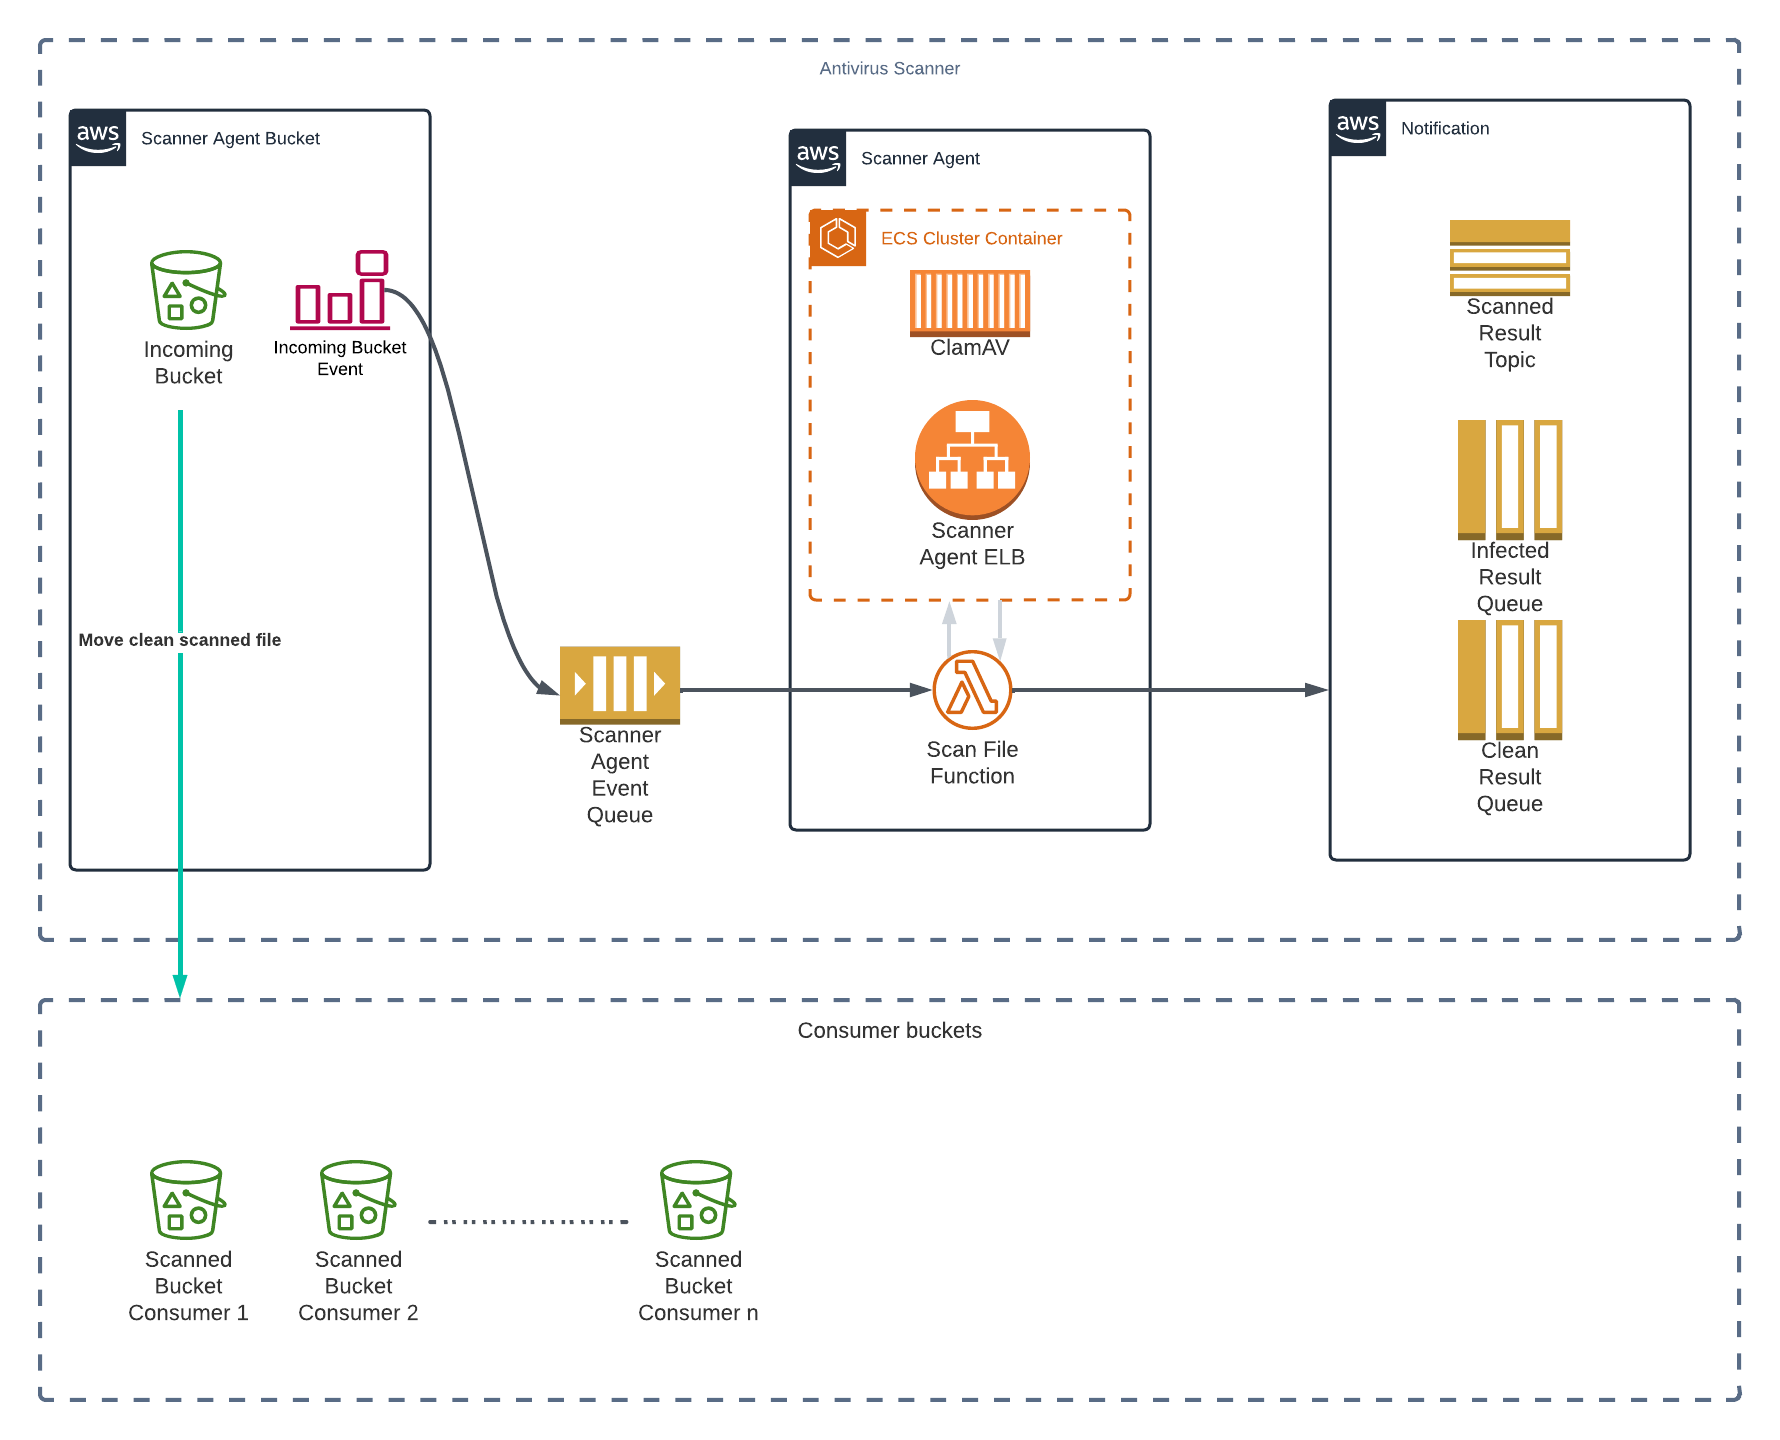 Antivirus Scanner
aws
Scanner Agent Bucket
Incoming
Bucket
Incoming Bucket
Event
Move clean scanned file
Scanner
Agent
Event
Queue
aws
Scanner Agent
ECS Cluster Container
ClamAV
Scanner
Agent ELB
Scan File
Function
aws
Notification
Scanned
Result
Topic
Infected
Result
Queue
Clean
Result
Queue
Consumer buckets
Scanned
Bucket
Consumer 1
Scanned
Bucket
Consumer 2
Scanned
Bucket
Consumer n